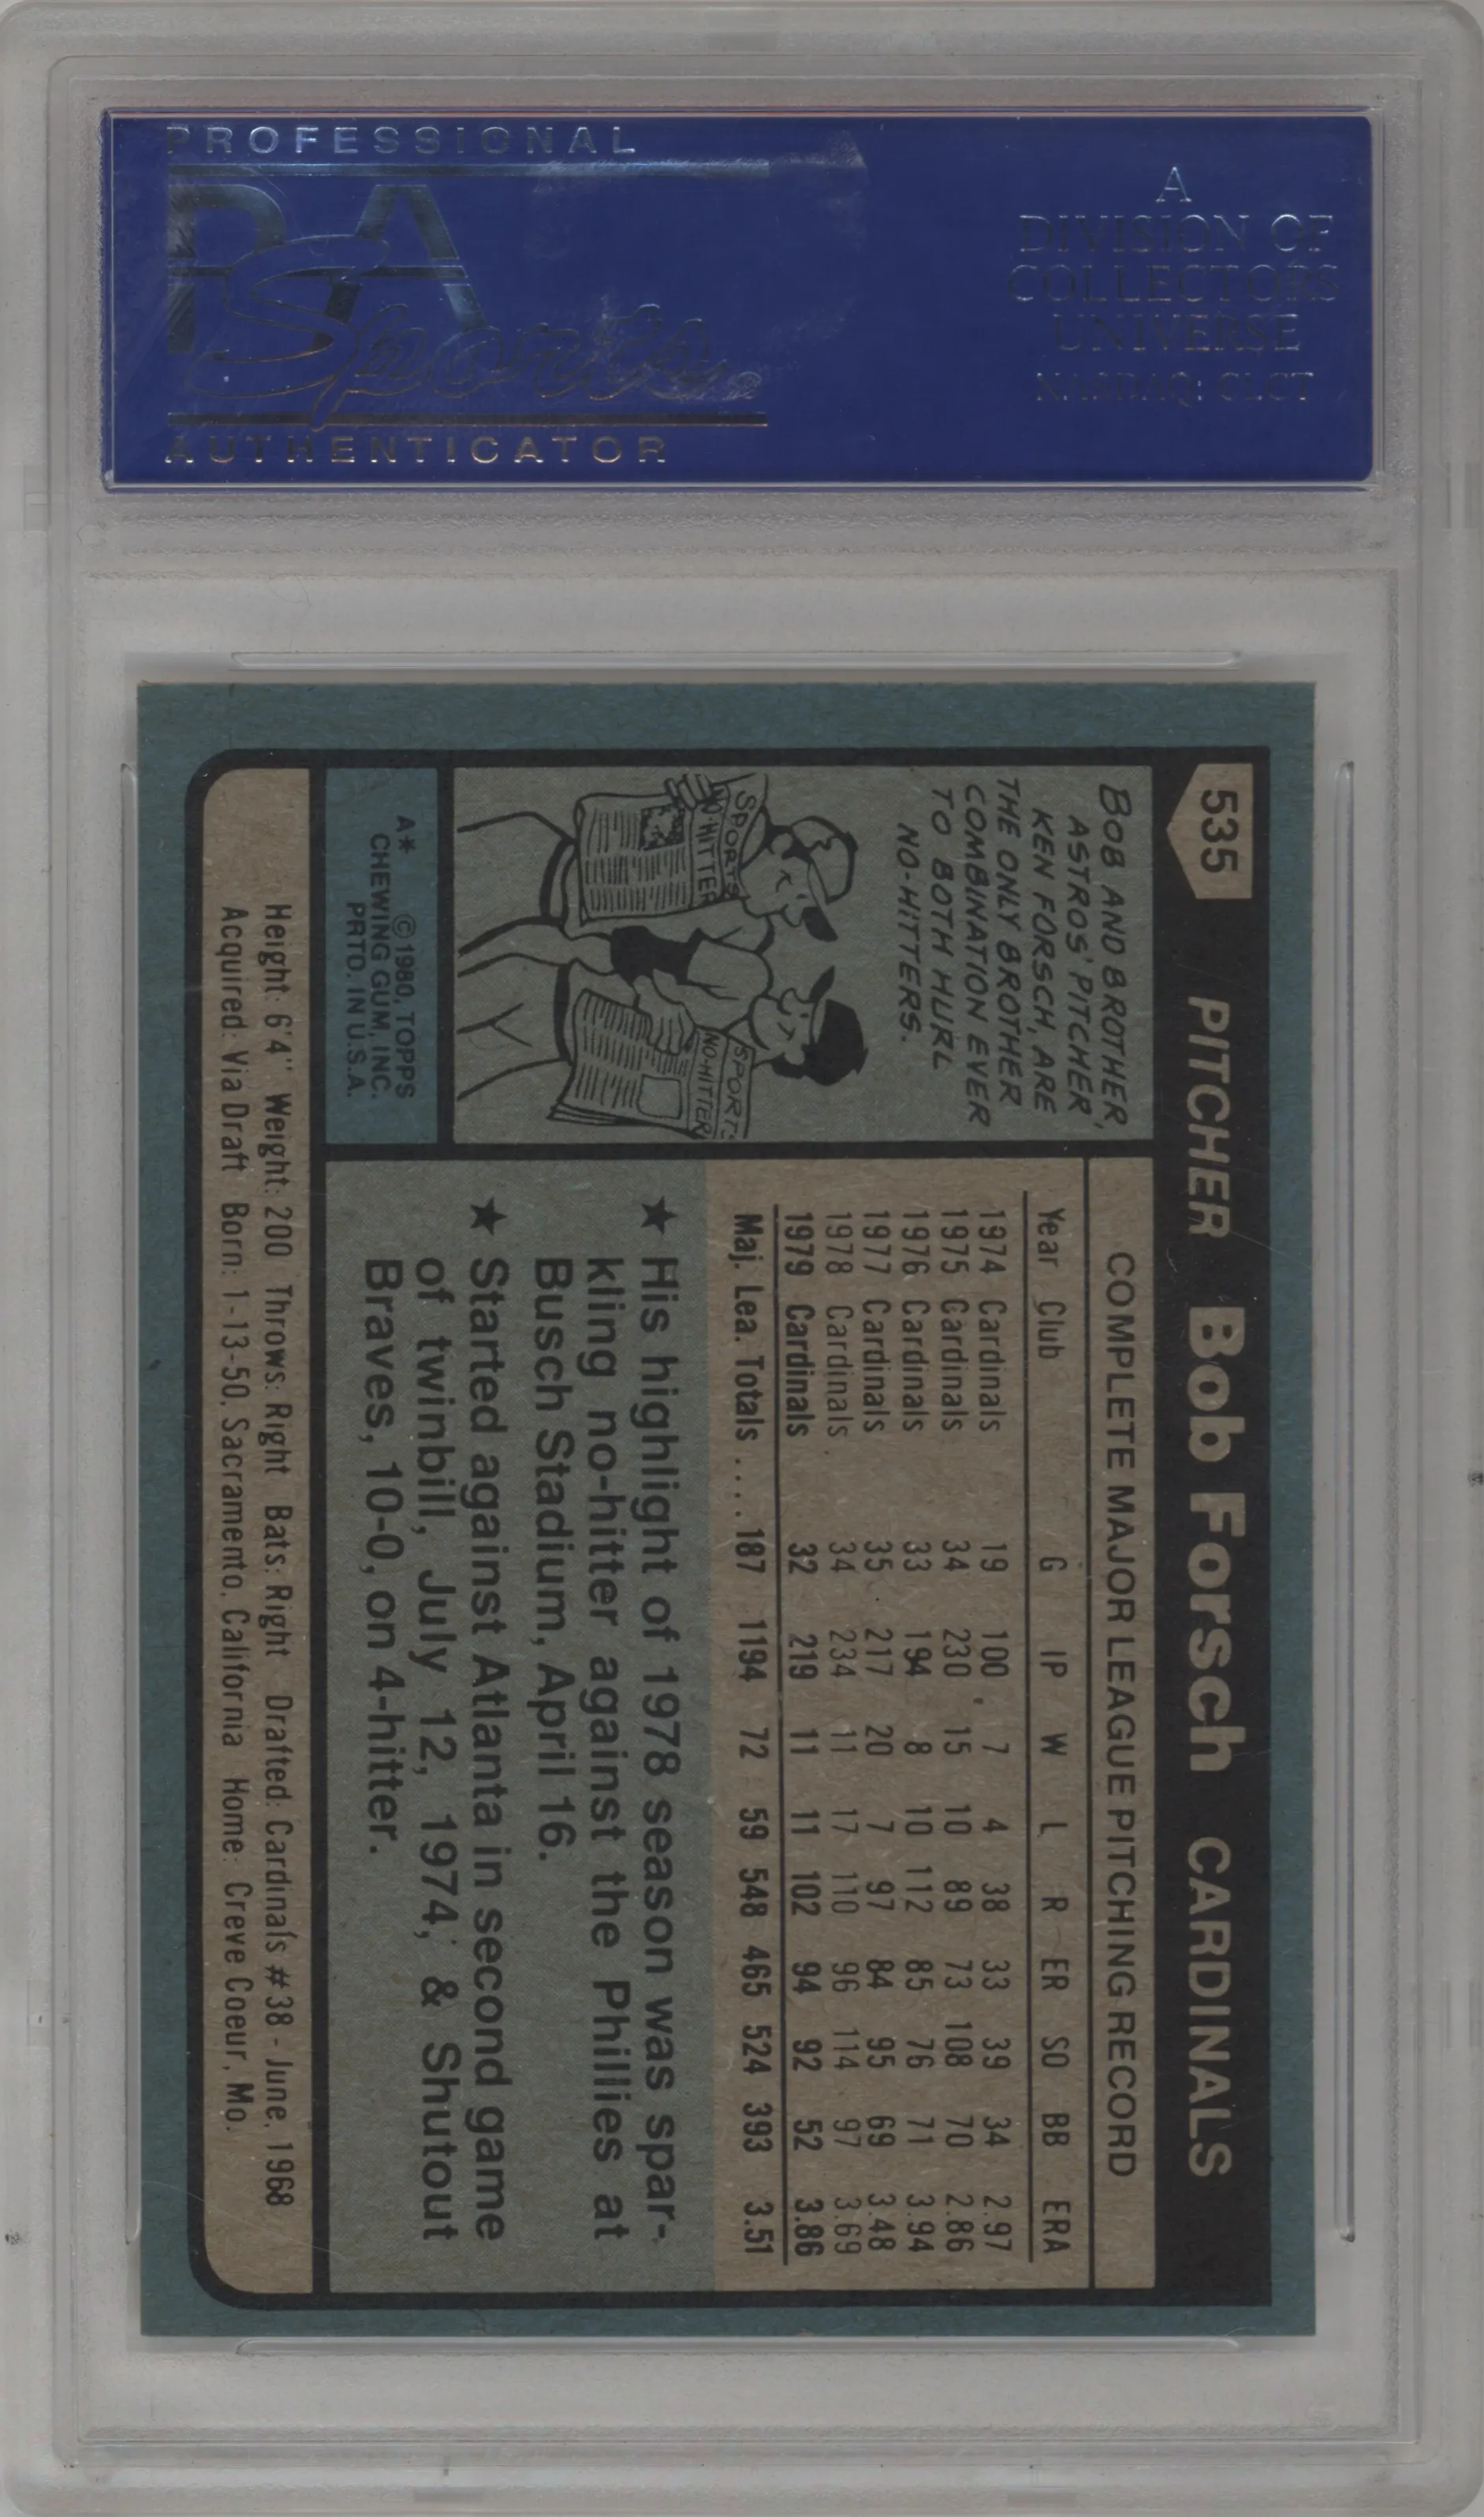 PROFESSIONAL
PSA
Sports
AUTHENTICATOR
A
DIVISION OF
COLLECTORS
UNIVERSE
NASDAQ: CLCT
535 PITCHER Bob Forsch CARDINALS
BOB AND BROTHER,
ASTROS' PITCHER
KEN FORSCH, ARE
THE ONLY BROTHER
COMBINATION EVER
TO BOTH HURL
NO-HITTERS.
SPORTS
NO-HITTER
SPORTS
NO-HITTER
A* ©1980, TOPPS
CHEWING GUM, INC.
PRTD. IN U.S.A.
COMPLETE MAJOR LEAGUE PITCHING RECORD
Year Club G IP W L R ER SO BB ERA
1974 Cardinals 19 100 7 4 38 33 39 34 2.97
1975 Cardinals 34 230 15 10 89 73 108 70 2.86
1976 Cardinals 33 194 8 10 112 85 76 71 3.94
1977 Cardinals 35 217 20 7 97 84 95 69 3.48
1978 Cardinals 34 234 11 17 110 96 114 97 3.69
1979 Cardinals 32 219 11 11 102 94 92 52 3.86
Maj. Lea. Totals .... 187 1194 72 59 548 465 524 393 3.51
★ His highlight of 1978 season was spar-
kling no-hitter against the Phillies at
Busch Stadium, April 16.
★ Started against Atlanta in second game
of twinbill, July 12, 1974, & Shutout
Braves, 10-0, on 4-hitter.
Height: 6'4" Weight: 200 Throws: Right Bats: Right Drafted: Cardinals #38 - June, 1968
Acquired: Via Draft Born: 1-13-50, Sacramento, California Home: Creve Coeur, Mo.